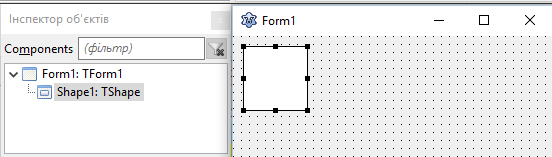 Інспектор об'єктів
Components
(фільтр)
Form1: TForm1
Shape1: TShape
Form1